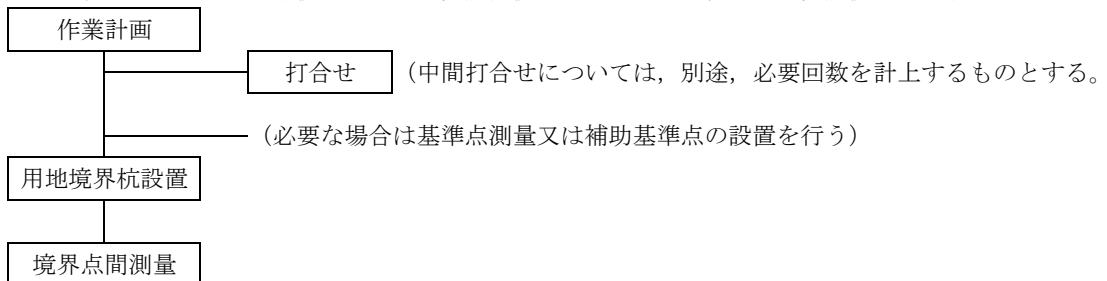 作業計画
打合せ (中間打合せについては，別途，必要回数を計上するものとする。
(必要な場合は基準点測量又は補助基準点の設置を行う)
用地境界杭設置
境界点間測量